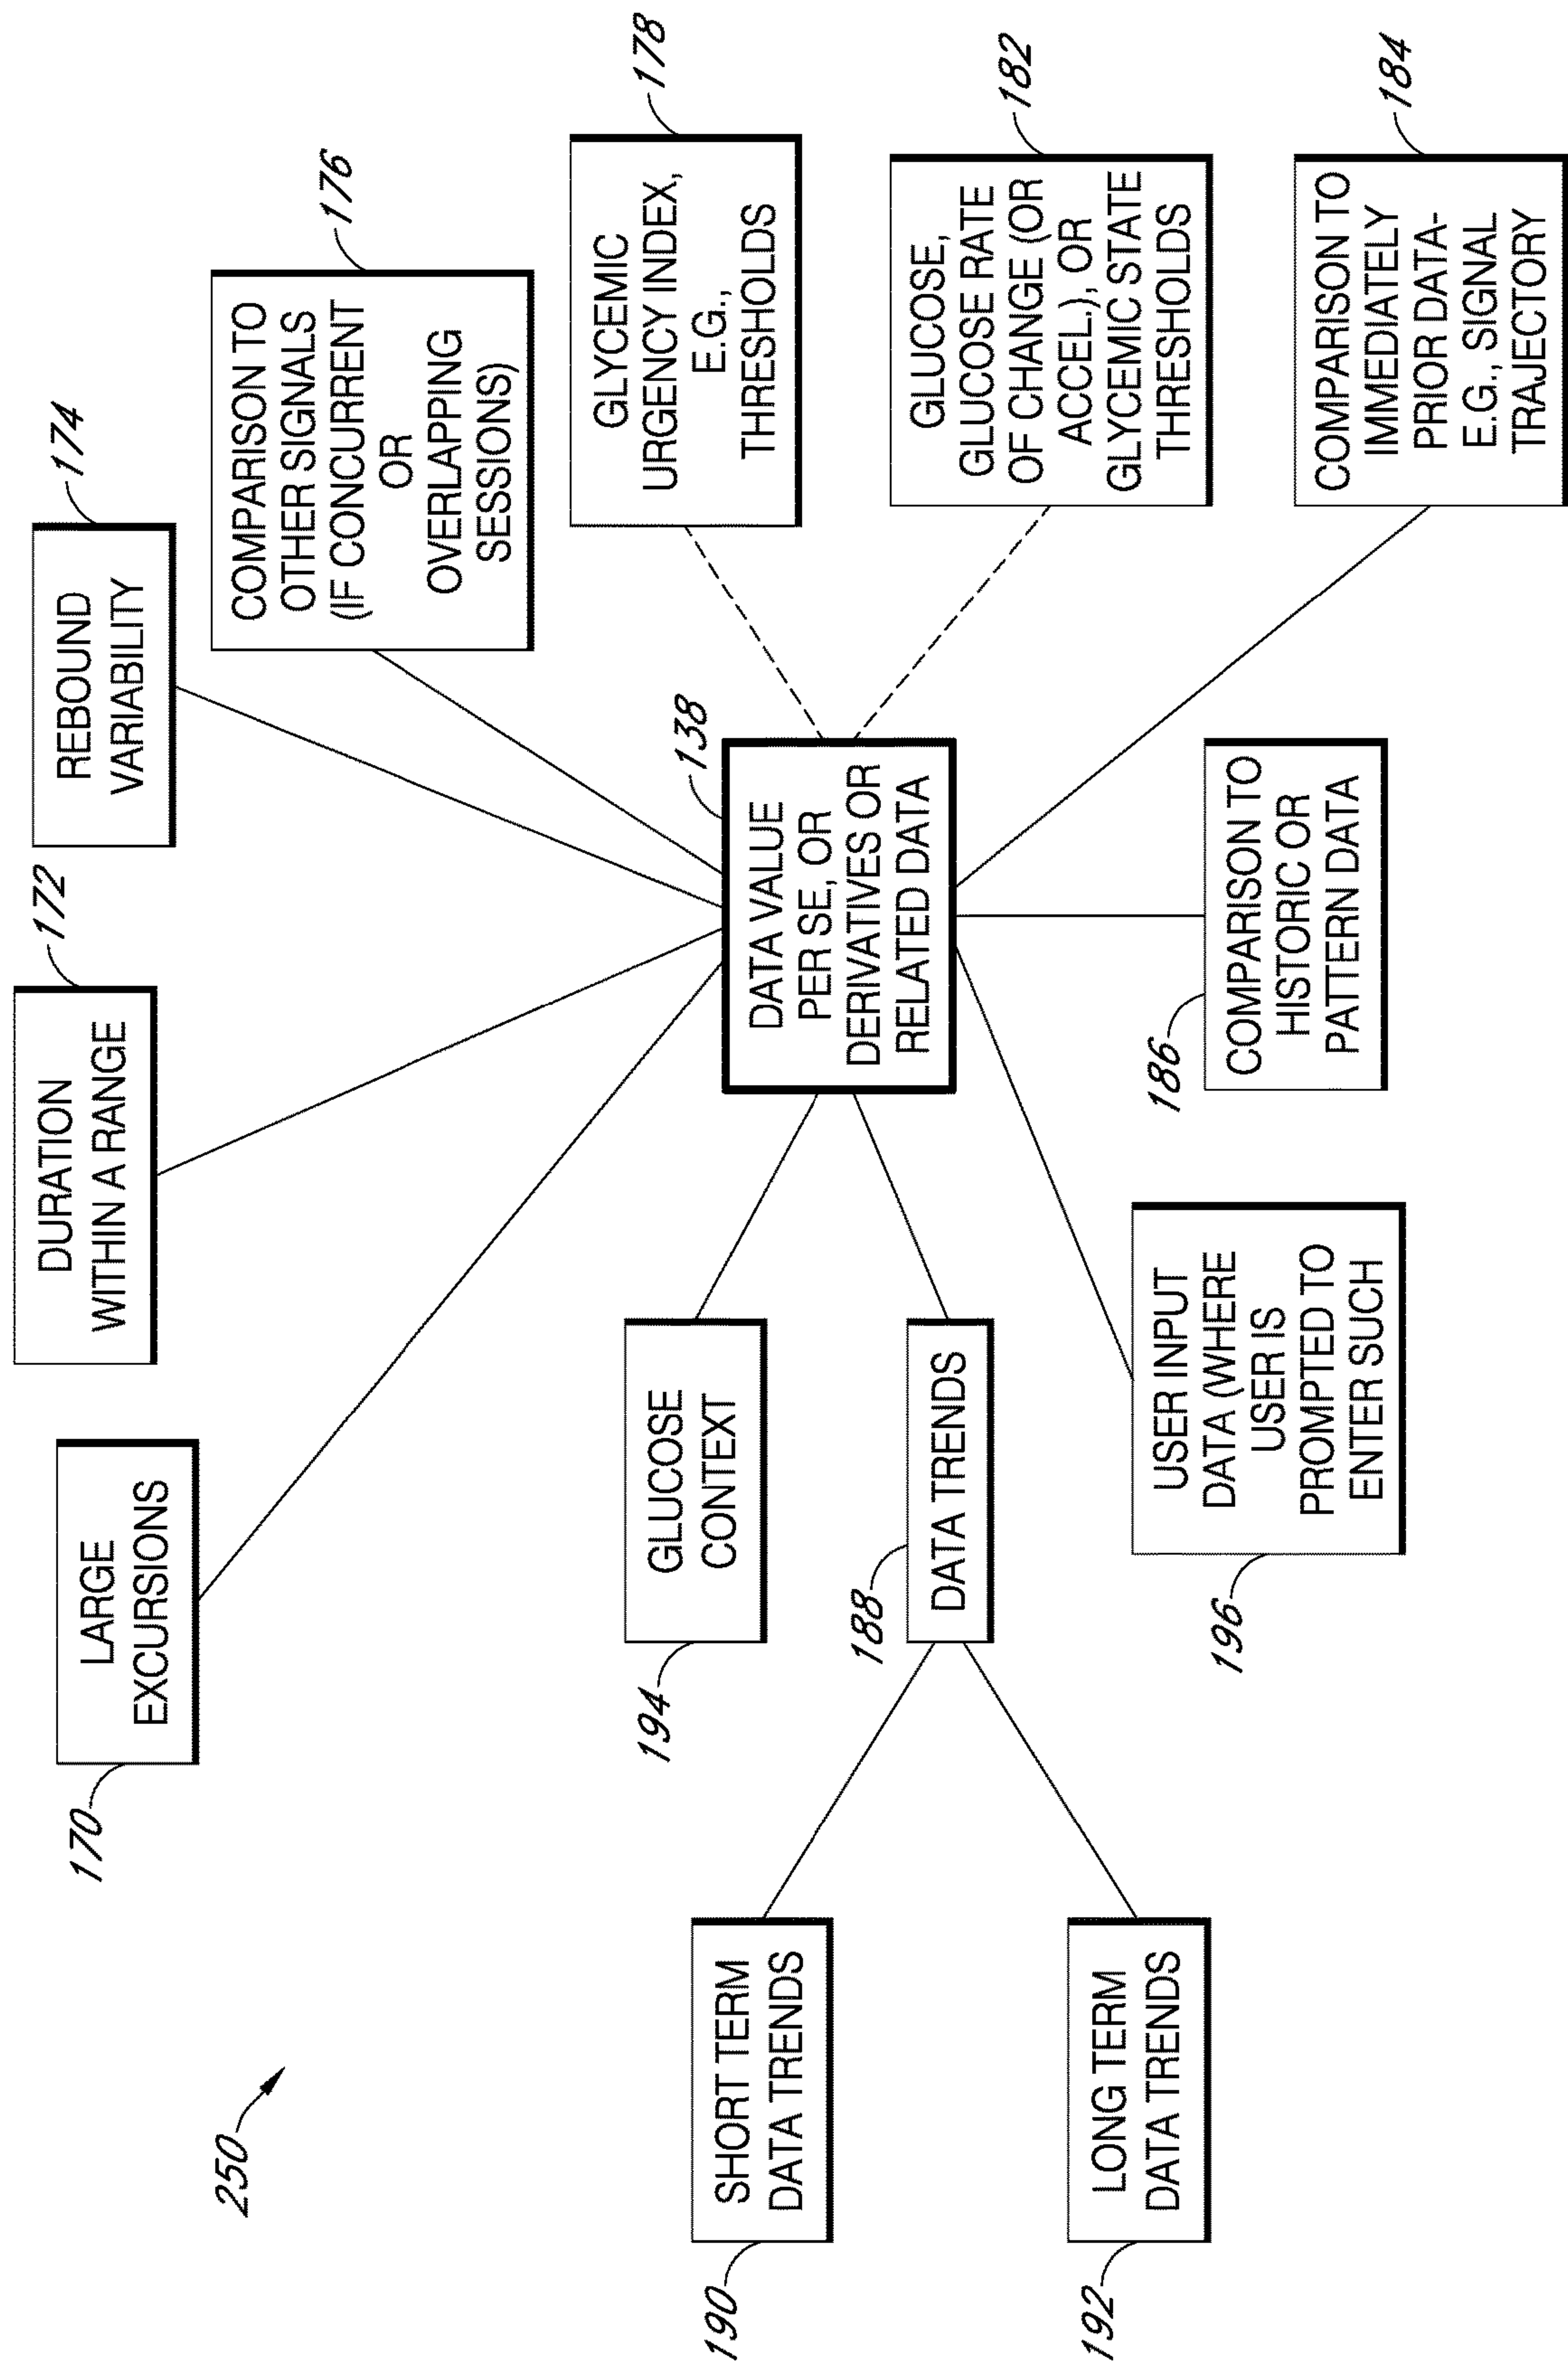 250
170
LARGE
EXCURSIONS
172
DURATION
WITHIN A RANGE
174
REBOUND
VARIABILITY
176
COMPARISON TO
OTHER SIGNALS
(IF CONCURRENT
OR
OVERLAPPING
SESSIONS)
178
GLYCEMIC
URGENCY INDEX,
E.G.,
THRESHOLDS
182
GLUCOSE,
GLUCOSE RATE
OF CHANGE (OR
ACCEL.), OR
GLYCEMIC STATE
THRESHOLDS
184
COMPARISON TO
IMMEDIATELY
PRIOR DATA-
E.G., SIGNAL
TRAJECTORY
138
DATA VALUE
PER SE, OR
DERIVATIVES OR
RELATED DATA
186
COMPARISON TO
HISTORIC OR
PATTERN DATA
194
GLUCOSE
CONTEXT
188
DATA TRENDS
196
USER INPUT
DATA (WHERE
USER IS
PROMPTED TO
ENTER SUCH
190
SHORT TERM
DATA TRENDS
192
LONG TERM
DATA TRENDS